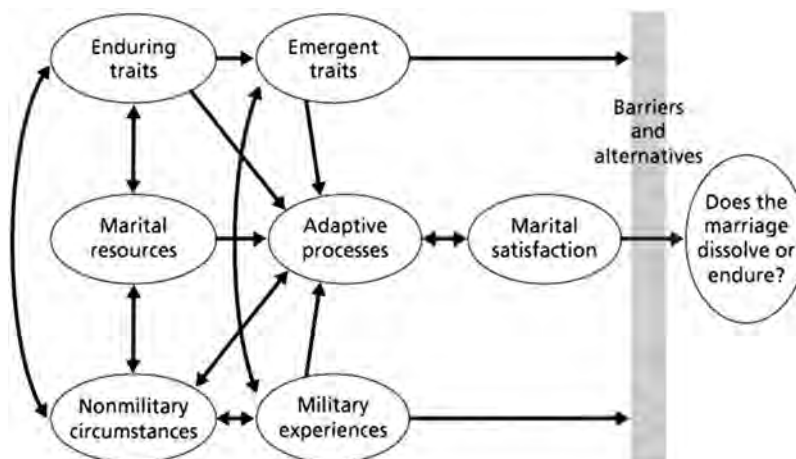 Enduring
traits
Emergent
traits
Barriers
and
alternatives
Marital
resources
Adaptive
processes
Marital
satisfaction
Does the
marriage
dissolve or
endure?
Nonmilitary
circumstances
Military
experiences